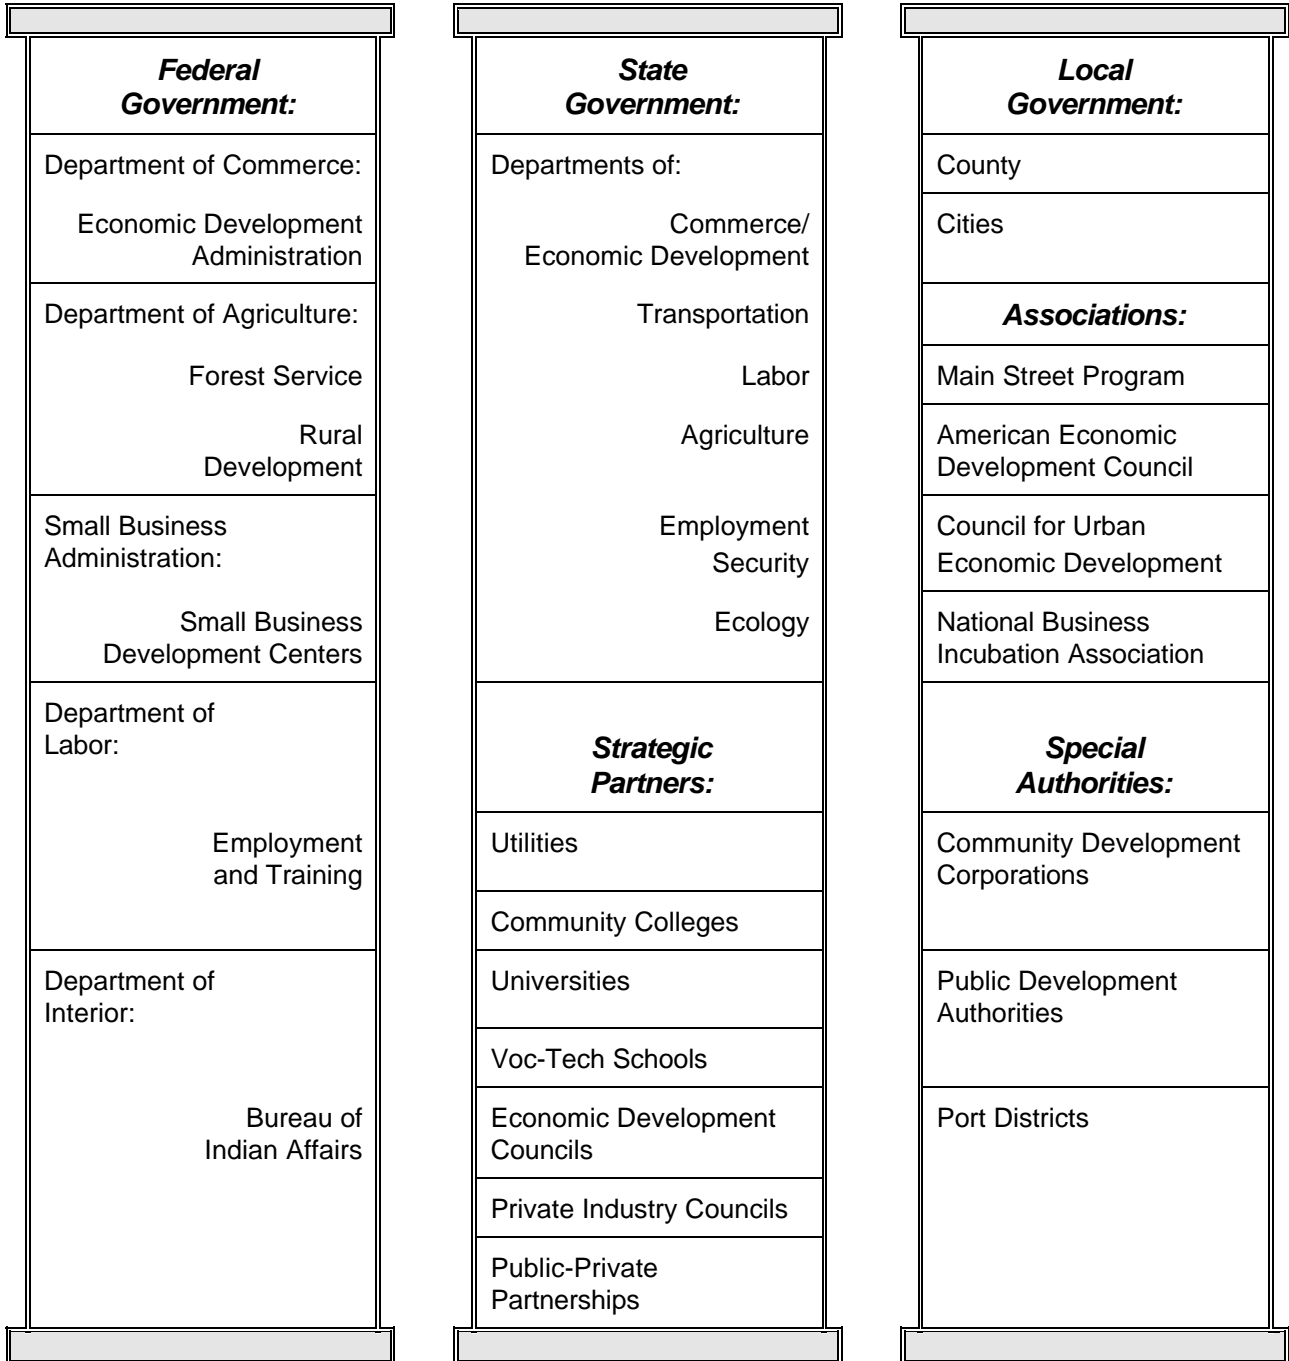 Federal
Government:
Department of Commerce:
Economic Development
Administration
Department of Agriculture:
Forest Service
Rural
Development
Small Business
Administration:
Small Business
Development Centers
Department of
Labor:
Employment
and Training
Department of
Interior:
Bureau of
Indian Affairs
State
Government:
Departments of:
Commerce/
Economic Development
Transportation
Labor
Agriculture
Employment
Security
Ecology
Strategic
Partners:
Utilities
Community Colleges
Universities
Voc-Tech Schools
Economic Development
Councils
Private Industry Councils
Public-Private
Partnerships
Local
Government:
County
Cities
Associations:
Main Street Program
American Economic
Development Council
Council for Urban
Economic Development
National Business
Incubation Association
Special
Authorities:
Community Development
Corporations
Public Development
Authorities
Port Districts